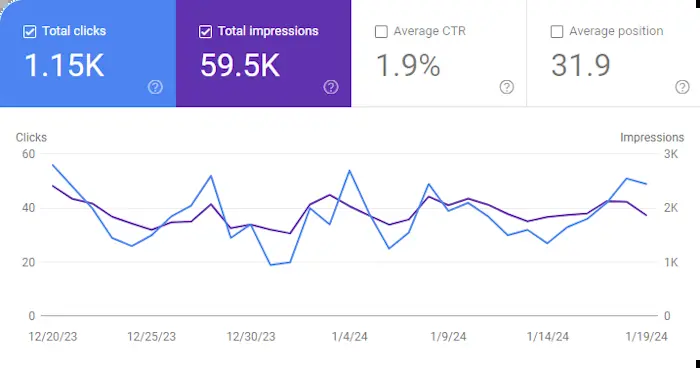 Total clicks
1.15K
Total impressions
59.5K
Average CTR
1.9%
Average position
31.9
Clicks
Impressions
60
3K
40
2K
20
1K
0
0
12/20/23
12/25/23
12/30/23
1/4/24
1/9/24
1/14/24
1/19/24